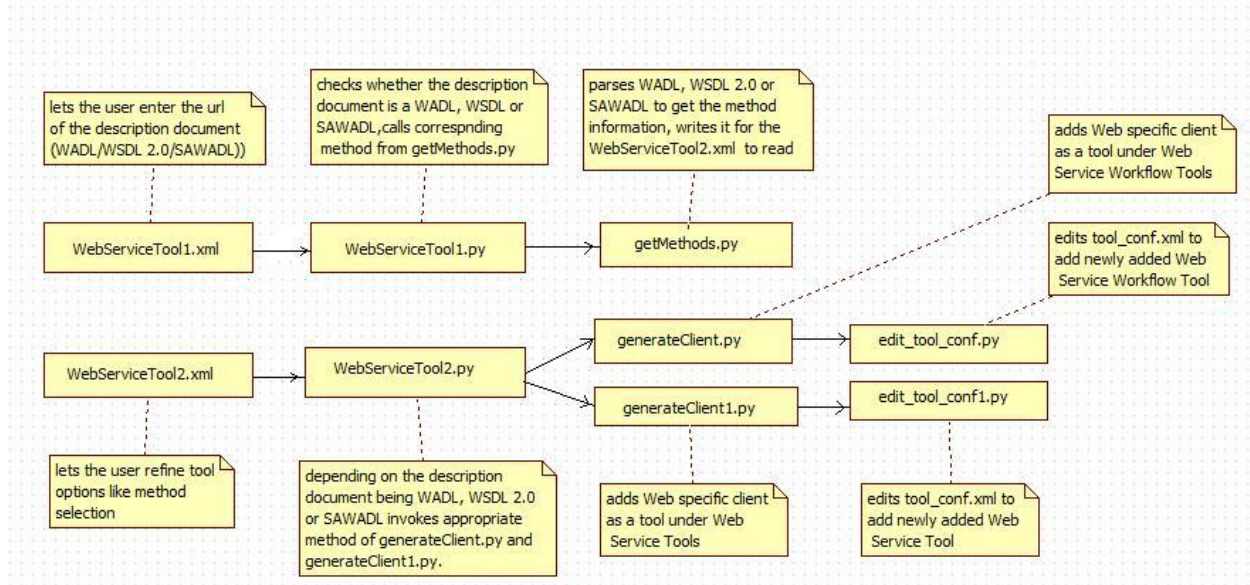 lets the user enter the url
of the description document
(WADL/WSDL 2.0/SAWADL))
checks whether the description
document is a WADL, WSDL or
SAWADL,calls correspnding
method from getMethods.py
parses WADL, WSDL 2.0 or
SAWADL to get the method
information, writes it for the
WebServiceTool2.xml to read
adds Web specific client
as a tool under Web
Service Workflow Tools
WebServiceTool1.xml
WebServiceTool1.py
getMethods.py
edits tool_conf.xml to
add newly added Web
Service Workflow Tool
WebServiceTool2.xml
WebServiceTool2.py
generateClient.py
edit_tool_conf.py
generateClient1.py
edit_tool_conf1.py
lets the user refine tool
options like method
selection
depending on the description
document being WADL, WSDL 2.0
or SAWADL invokes appropriate
method of generateClient.py and
generateClient1.py.
adds Web specific client
as a tool under Web
Service Tools
edits tool_conf.xml to
add newly added Web
Service Tool